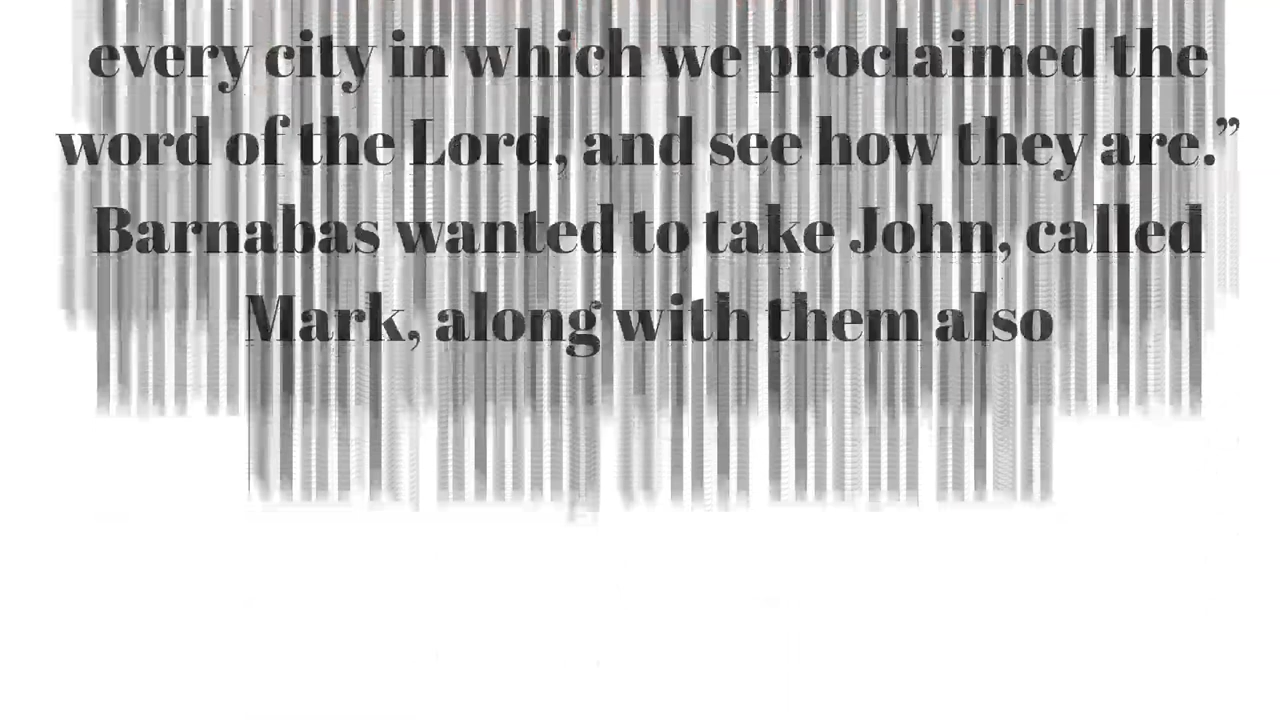 every city in which we proclaimed the
word of the Lord, and see how they are.”
Barnabas wanted to take John, called
Mark, along with them also